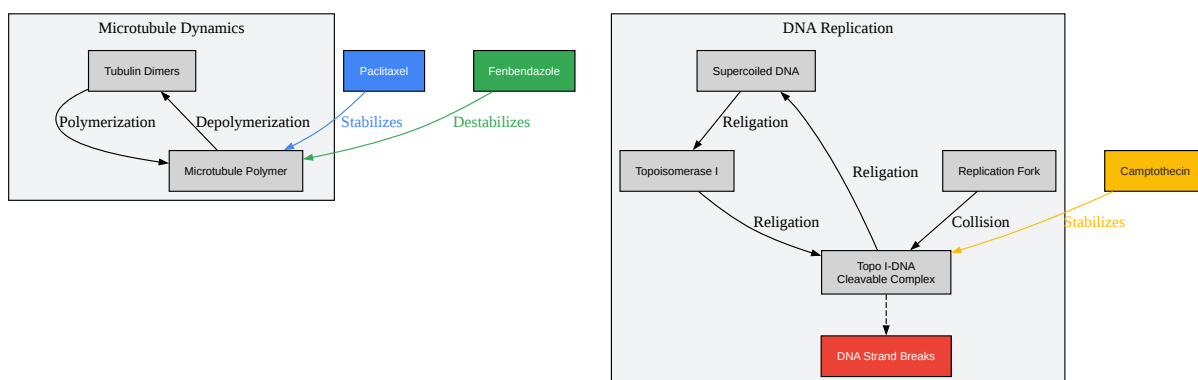 Microtubule Dynamics
Tubulin Dimers
Paclitaxel
Fenbendazole
Polymerization
Depolymerization
Stabilizes
Destabilizes
Microtubule Polymer
DNA Replication
Supercoiled DNA
Religation
Topoisomerase I
Religation
Replication Fork
Camptothecin
Religation
Collision
Stabilizes
Topo I-DNA
Cleavable Complex
DNA Strand Breaks